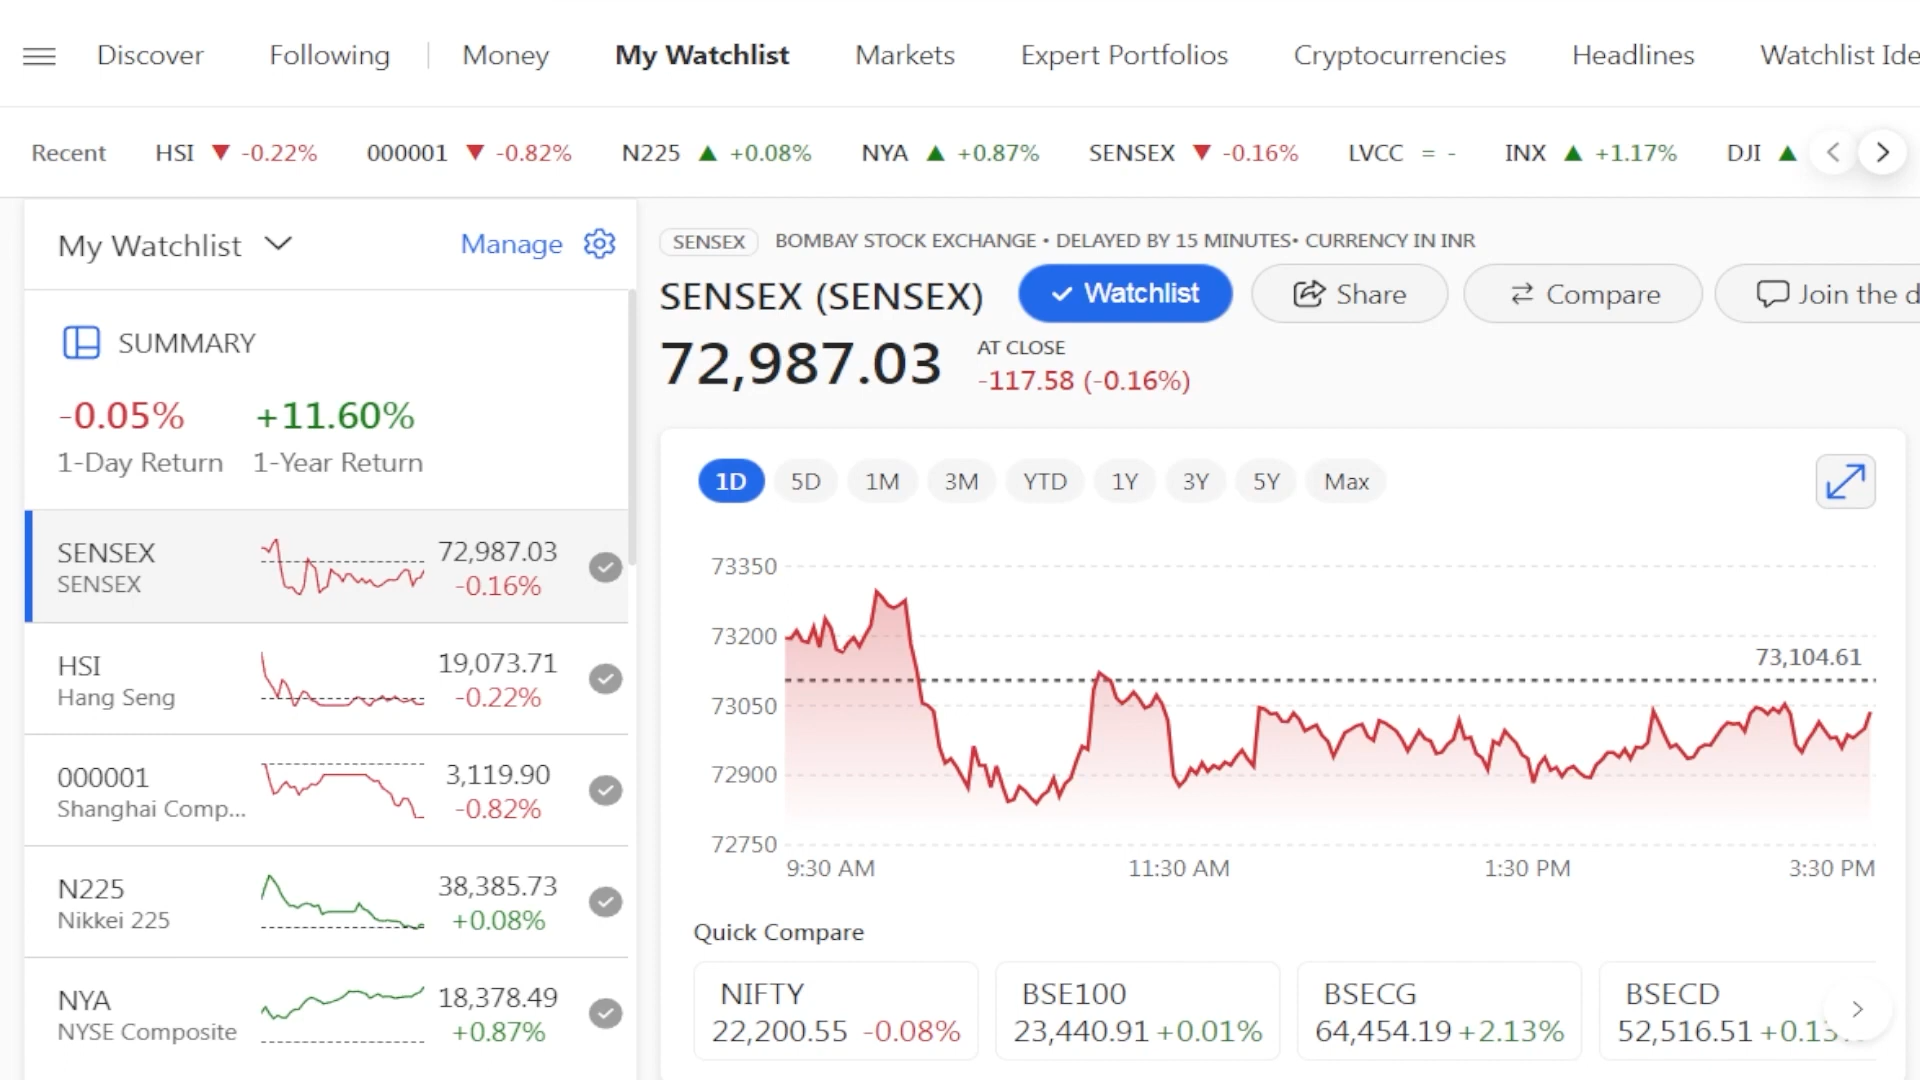 Discover Following Money My Watchlist Markets Expert Portfolios Cryptocurrencies Headlines Watchlist
Recent HSI ▼ -0.22% 000001 ▼ -0.82% N225 ▲ +0.08% NYA ▲ +0.87% SENSEX ▼ -0.16% LVCC = - INX ▲ +1.17% DJI ▲
My Watchlist Manage
SUMMARY
-0.05% +11.60%
1-Day Return 1-Year Return
SENSEX 72,987.03
SENSEX -0.16%
HSI 19,073.71
Hang Seng -0.22%
000001 3,119.90
Shanghai Comp... -0.82%
N225 38,385.73
Nikkei 225 +0.08%
NYA 18,378.49
NYSE Composite +0.87%
SENSEX BOMBAY STOCK EXCHANGE • DELAYED BY 15 MINUTES• CURRENCY IN INR
SENSEX (SENSEX) Watchlist Share Compare Join the
72,987.03 AT CLOSE
-117.58 (-0.16%)
1D 5D 1M 3M YTD 1Y 3Y 5Y Max
73350
73200
73,104.61
73050
72900
72750
9:30 AM 11:30 AM 1:30 PM 3:30 PM
Quick Compare
NIFTY BSE100 BSECG BSECD
22,200.55 -0.08% 23,440.91 +0.01% 64,454.19 +2.13% 52,516.51